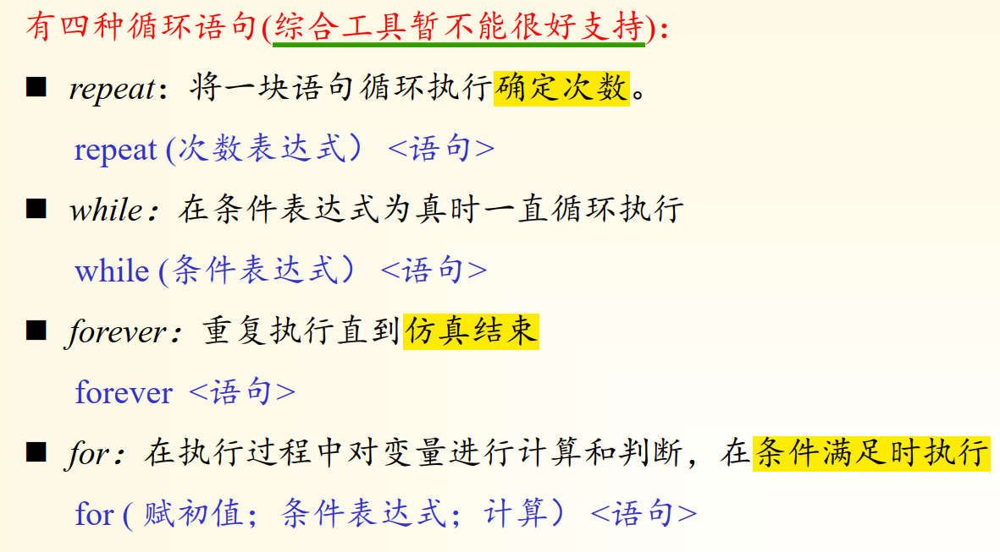 有四种循环语句(综合工具暂不能很好支持)：
■ repeat：将一块语句循环执行确定次数。
repeat (次数表达式） <语句>
■ while：在条件表达式为真时一直循环执行
while (条件表达式） <语句>
■ forever：重复执行直到仿真结束
forever <语句>
■ for：在执行过程中对变量进行计算和判断，在条件满足时执行
for ( 赋初值；条件表达式；计算） <语句>